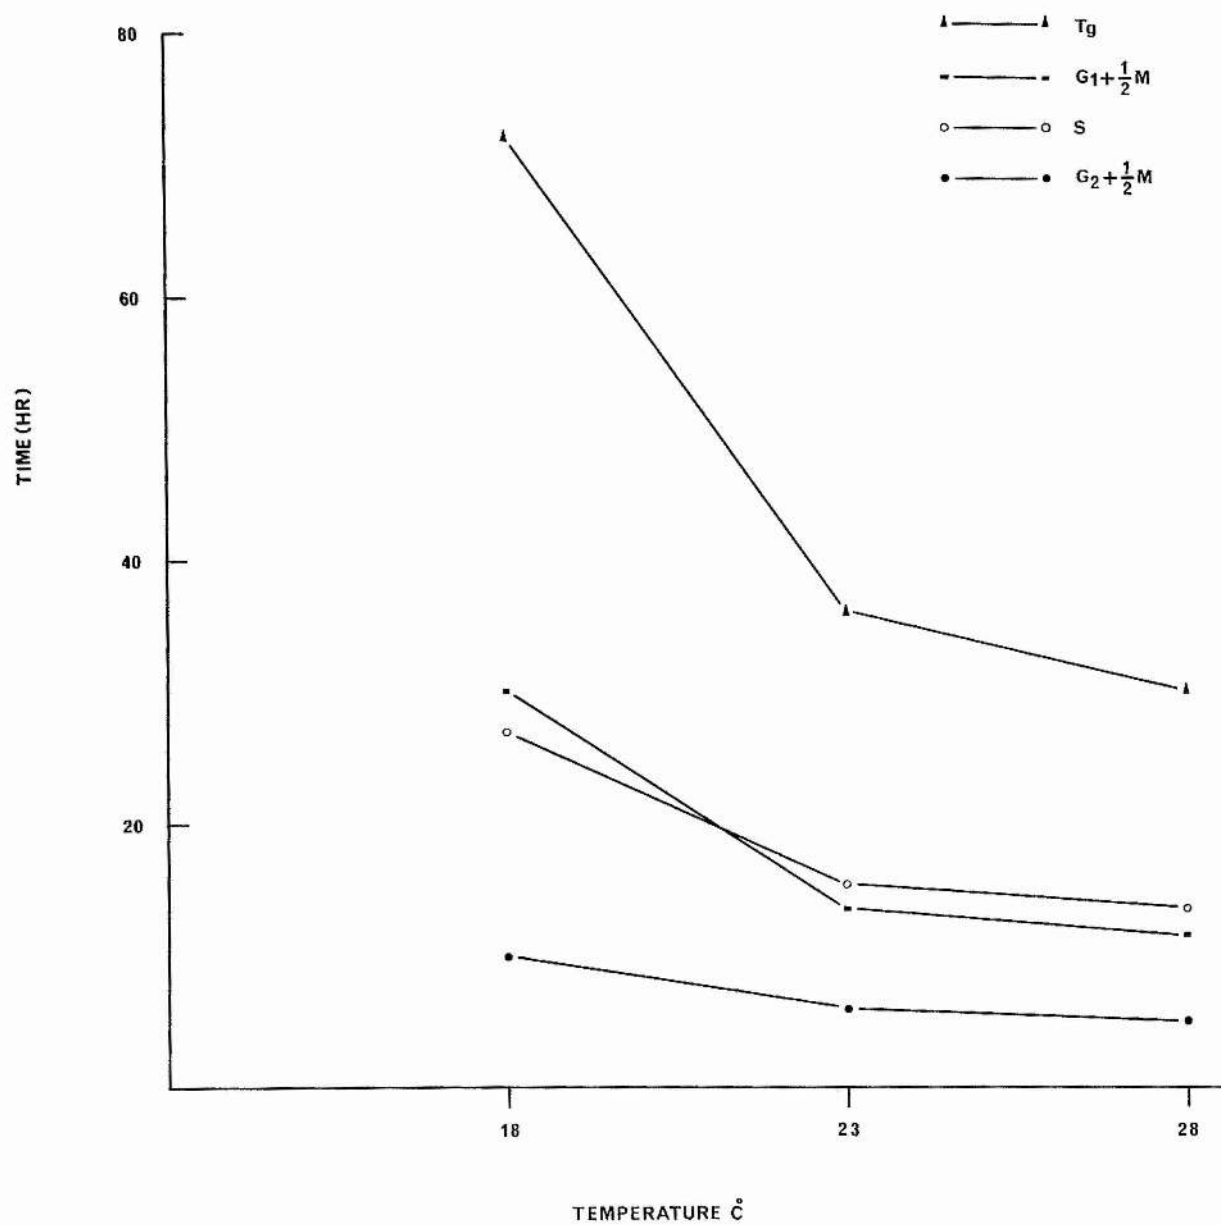 Tg
G1+1/2M
S
G2+1/2M
80
60
40
20
TIME (HR)
18
23
28
TEMPERATURE C°